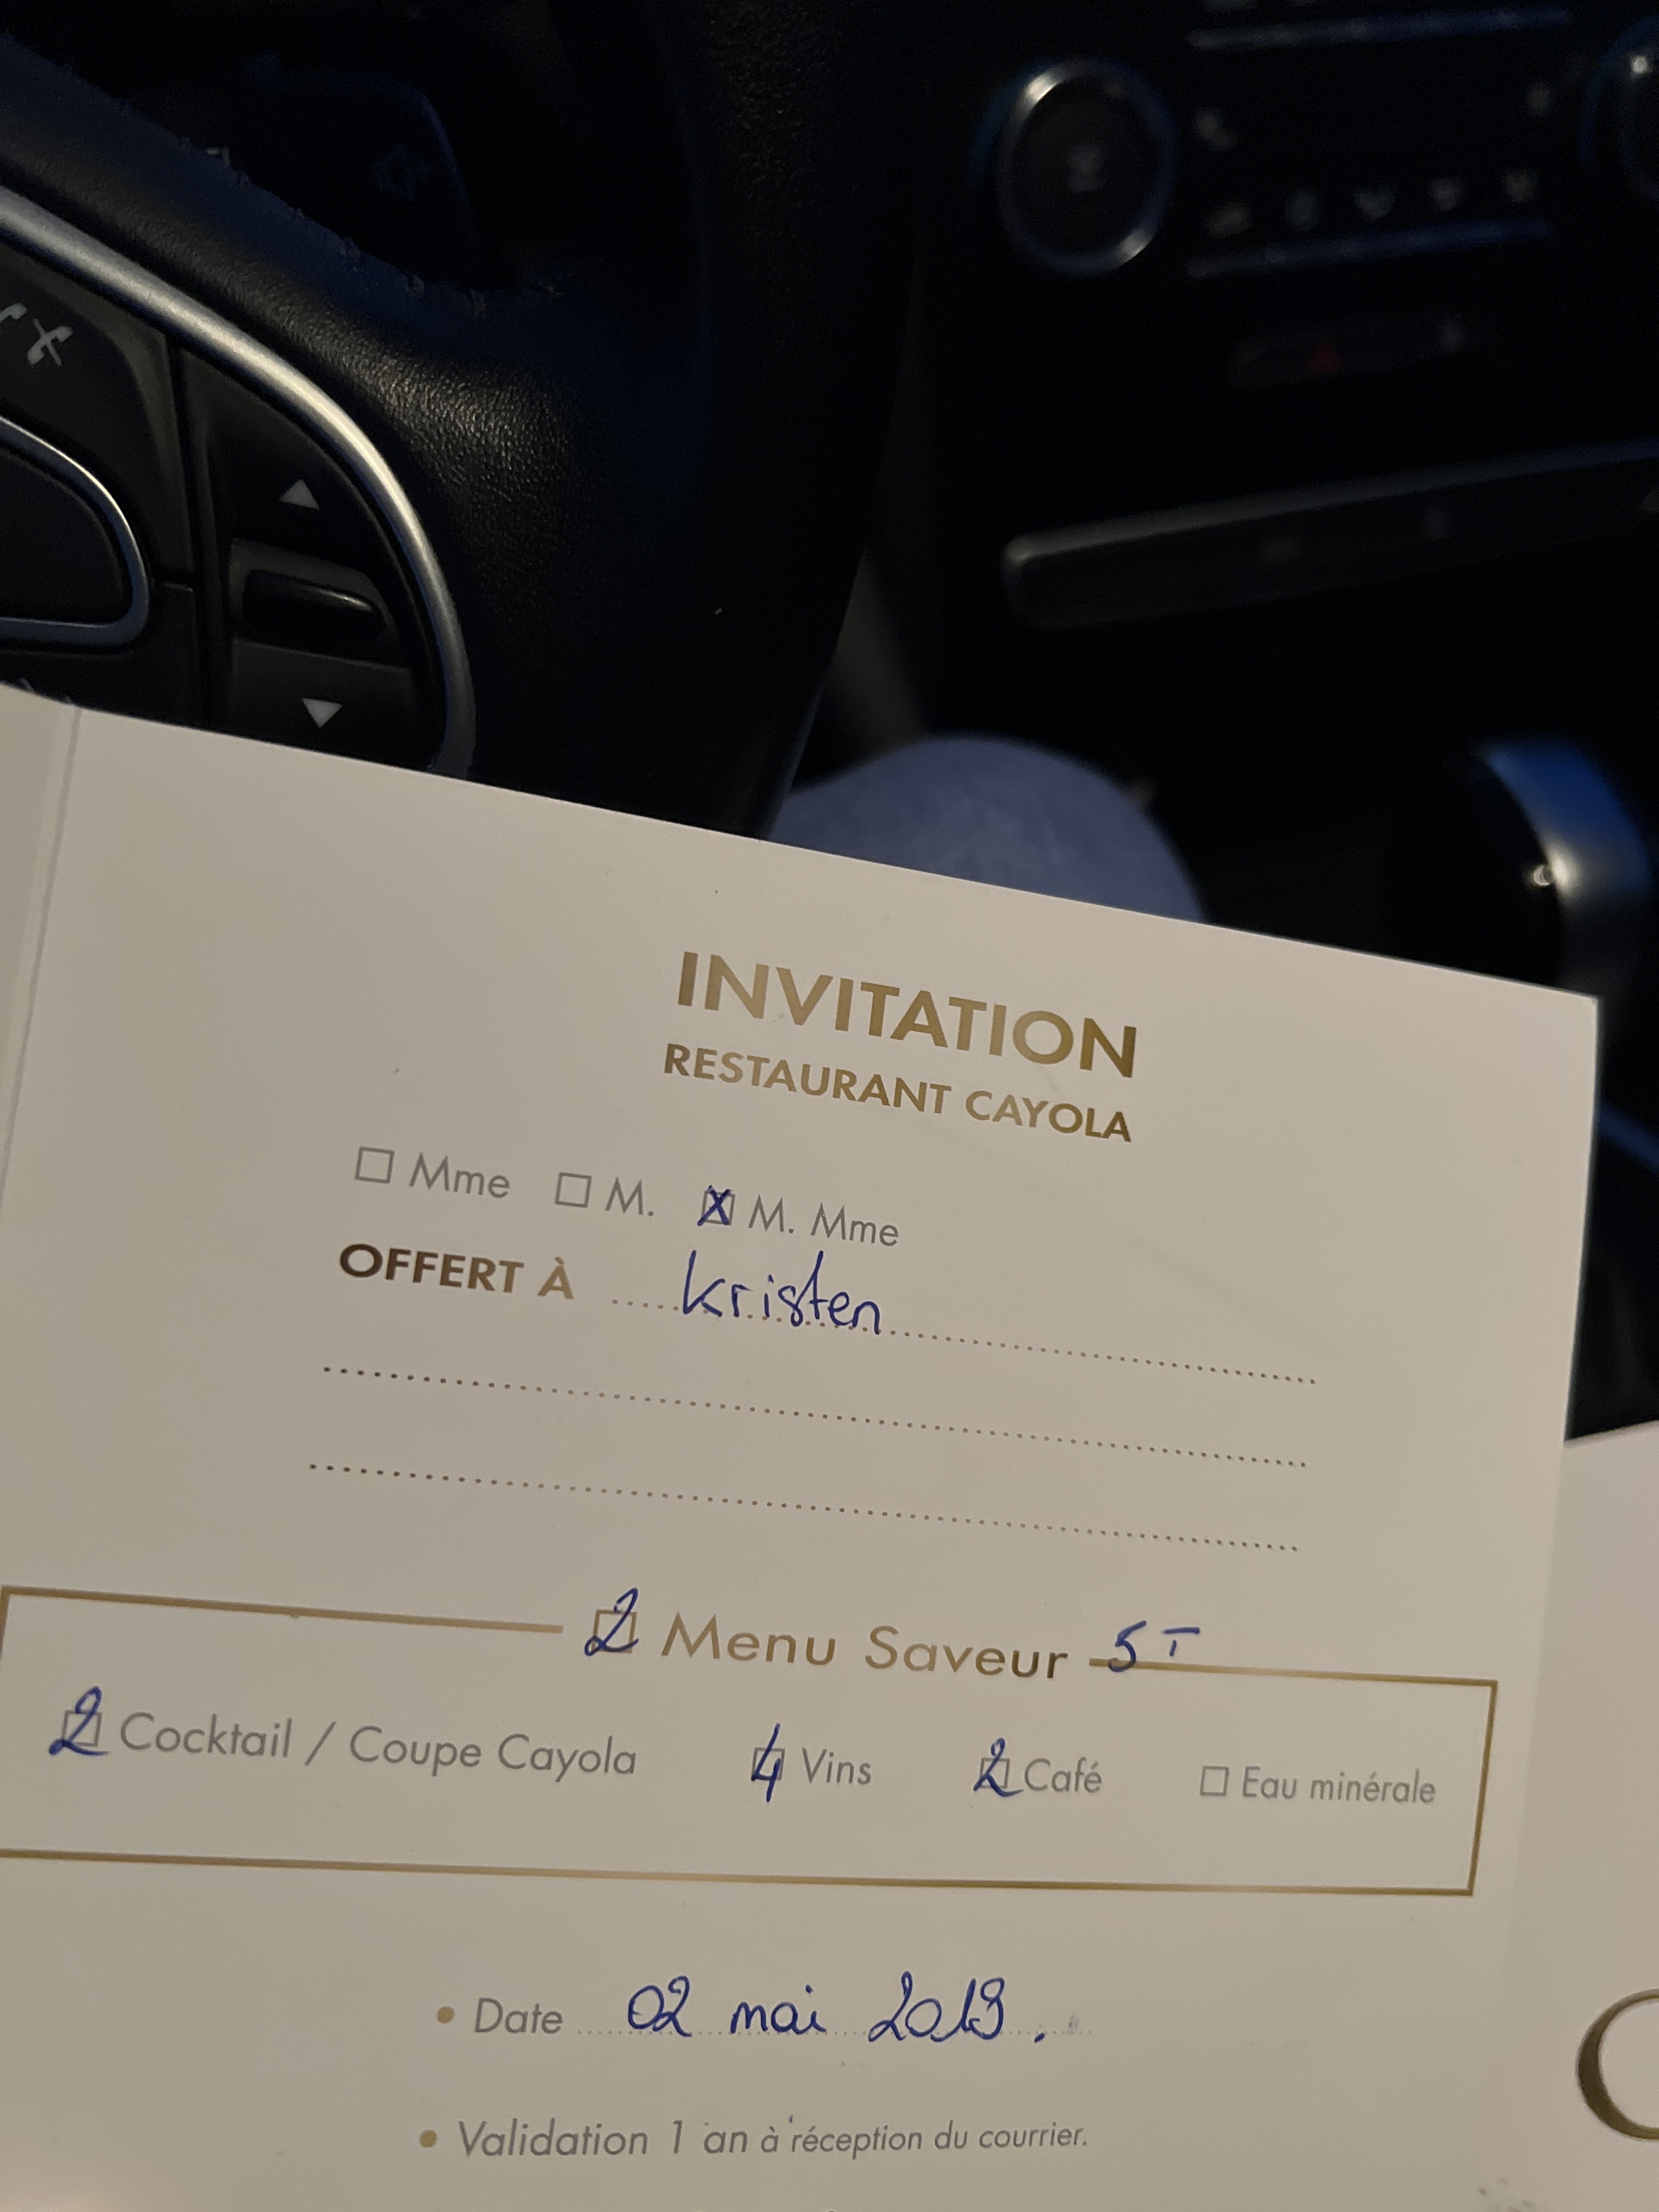 INVITATION
RESTAURANT CAYOLA
☐ Mme ☐ M. ☒ M. Mme
OFFERT À ..... Kristen
2 Menu Saveur 5T
2 Cocktail / Coupe Cayola 4 Vins 2 Café ☐ Eau minérale
• Date 02 mai 2019.
• Validation 1 an à réception du courrier.